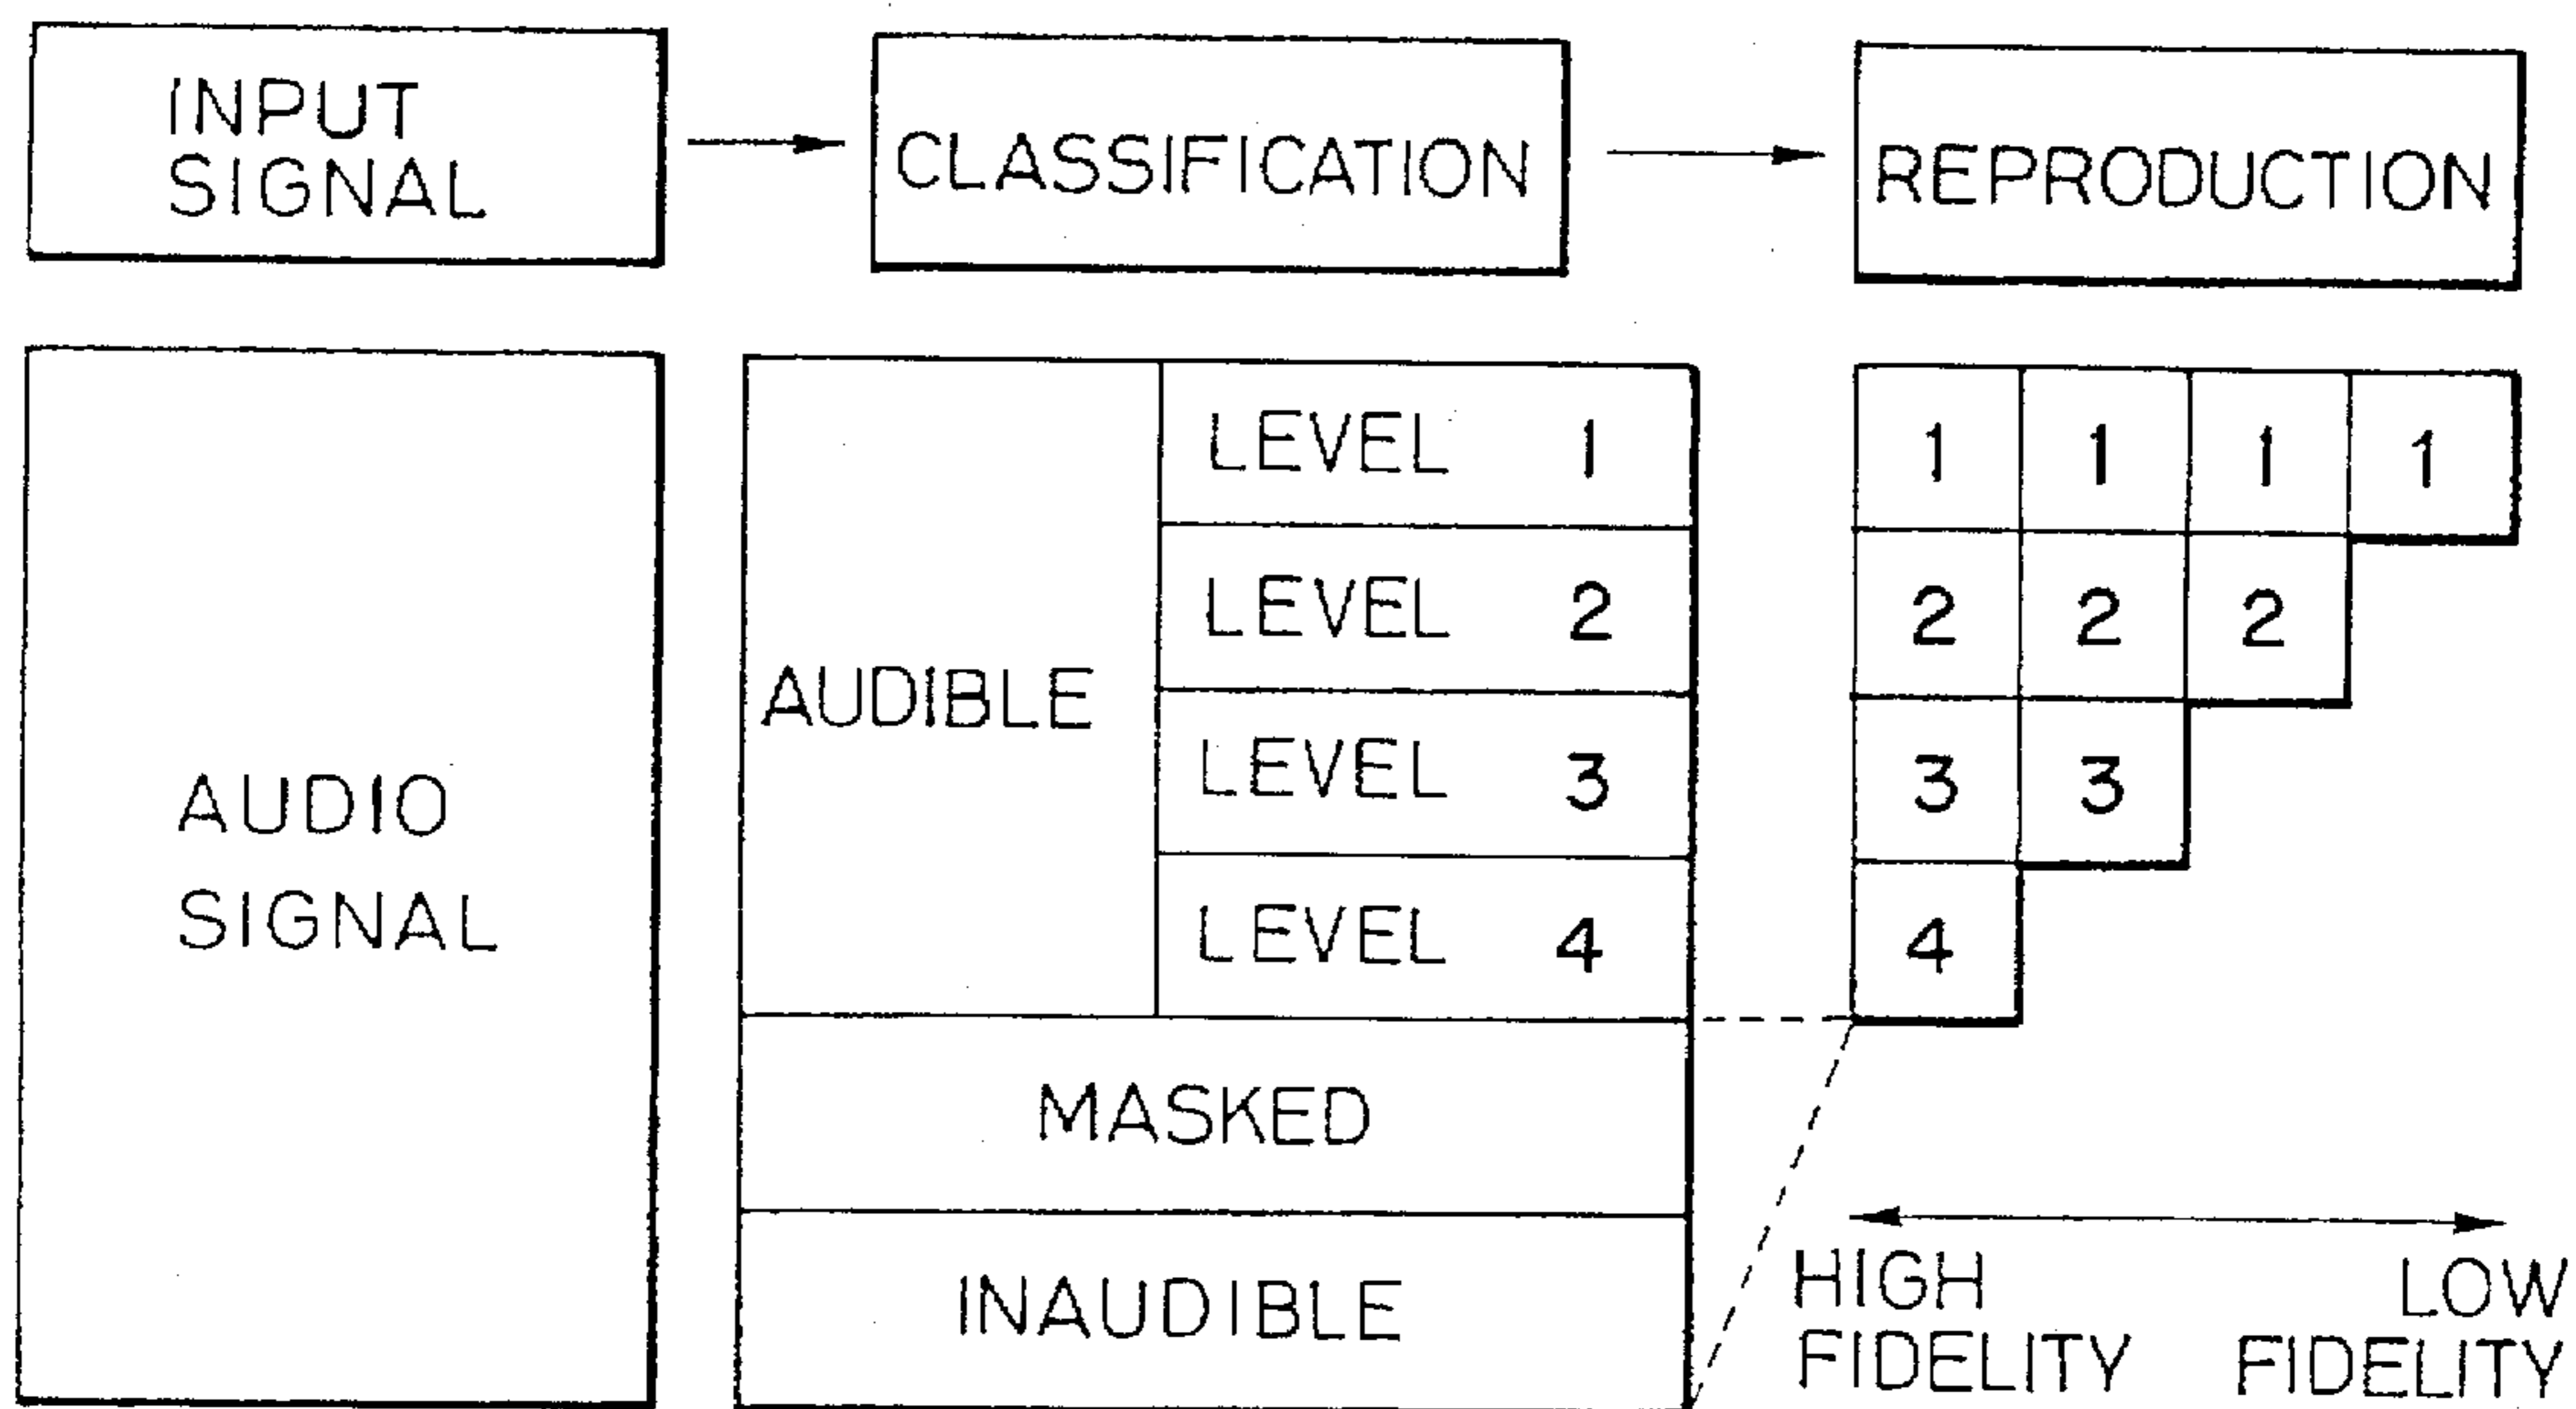 INPUT
SIGNAL
CLASSIFICATION
REPRODUCTION
AUDIO
SIGNAL
AUDIBLE
LEVEL 1
LEVEL 2
LEVEL 3
LEVEL 4
MASKED
INAUDIBLE
1 1 1 1
2 2 2
3 3
4
HIGH
FIDELITY
LOW
FIDELITY